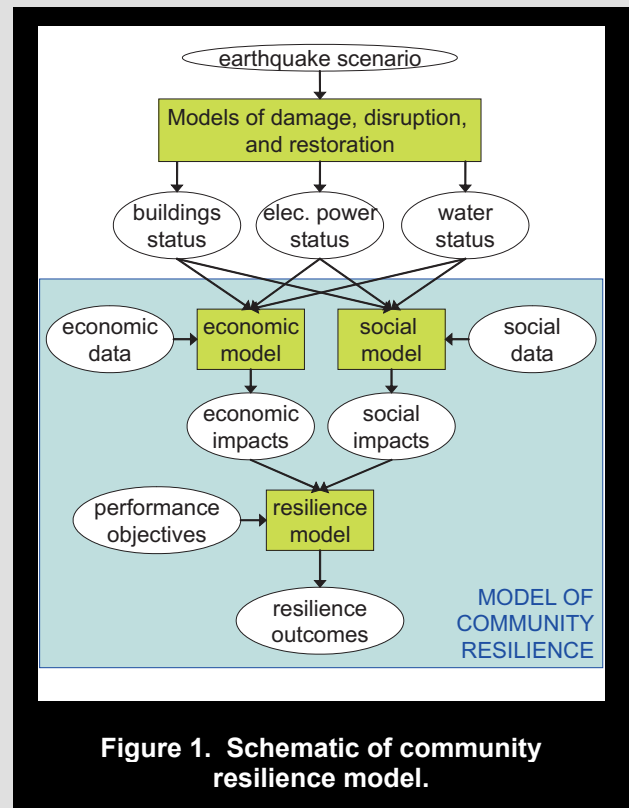 earthquake scenario
Models of damage, disruption,
and restoration
buildings
status
elec. power
status
water
status
economic
data
economic
model
social
model
social
data
economic
impacts
social
impacts
performance
objectives
resilience
model
resilience
outcomes
MODEL OF
COMMUNITY
RESILIENCE
Figure 1. Schematic of community
resilience model.